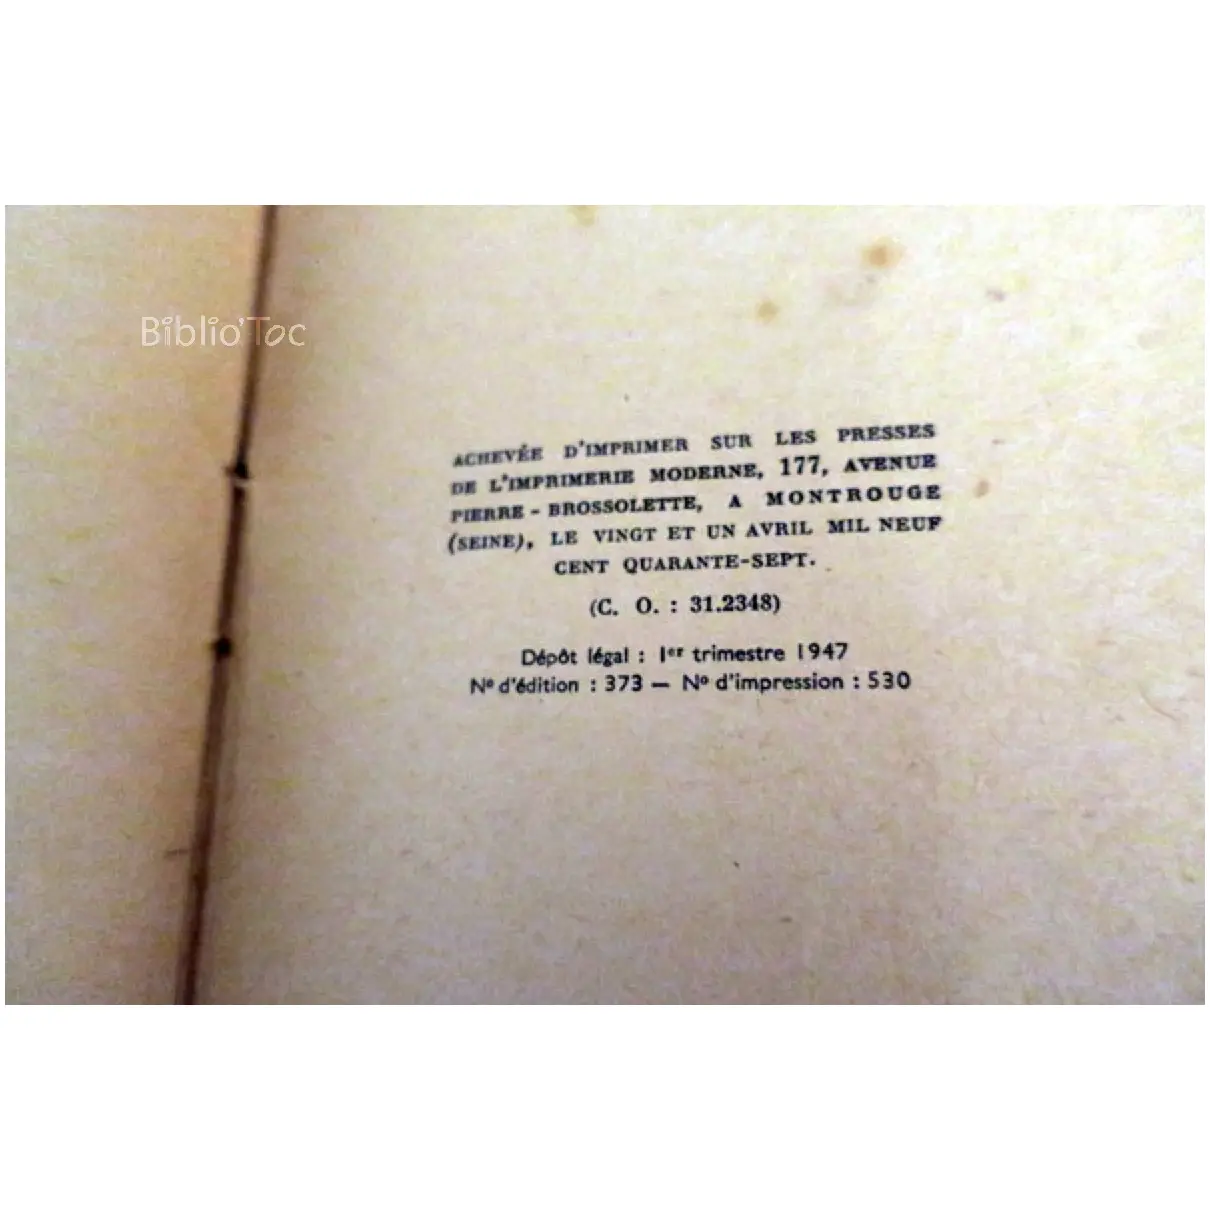 Biblio'Toc
ACHEVÉE D'IMPRIMER SUR LES PRESSES
DE L'IMPRIMERIE MODERNE, 177, AVENUE
PIERRE-BROSSOLETTE, A MONTROUGE
(SEINE), LE VINGT ET UN AVRIL MIL NEUF
CENT QUARANTE-SEPT.
(C. O. : 31.2348)
Dépôt légal : 1er trimestre 1947
Nº d'édition : 373 — Nº d'impression : 530